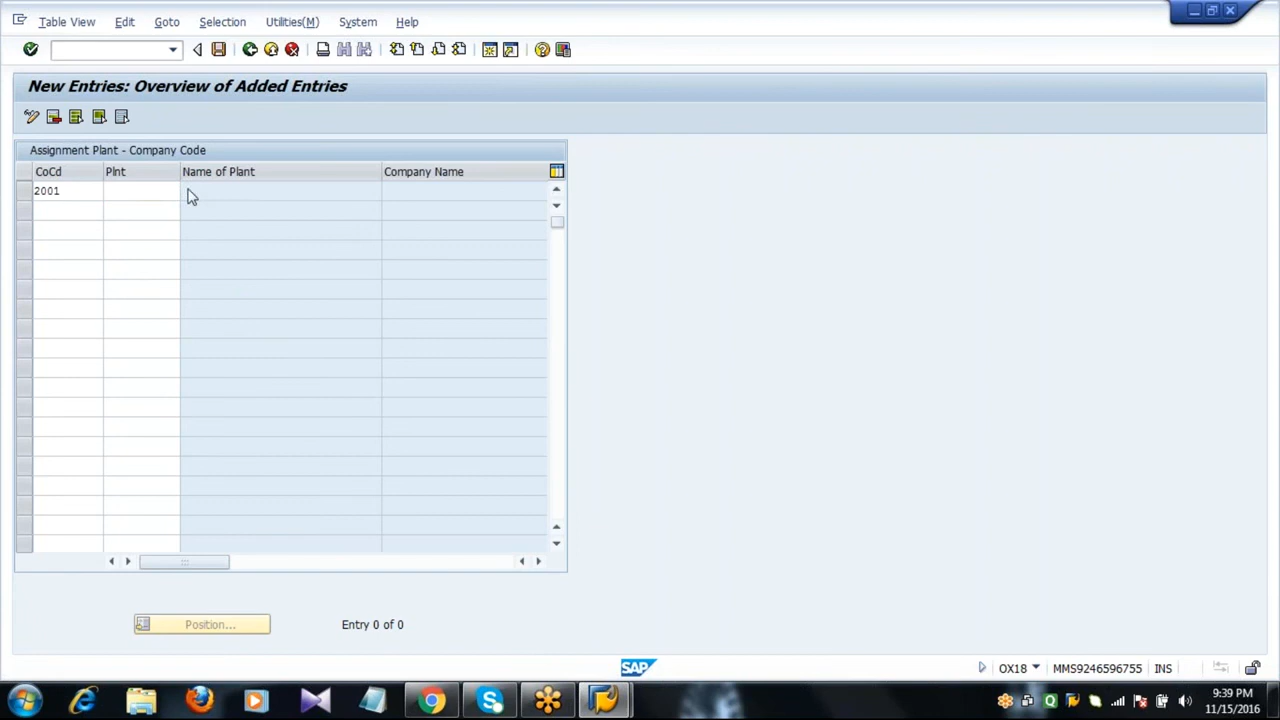 Table View Edit Goto Selection Utilities(M) System Help
New Entries: Overview of Added Entries
Assignment Plant - Company Code
CoCd Plnt Name of Plant Company Name
2001
Position... Entry 0 of 0
SAP OX18 MMS9246596755 INS
9:39 PM
11/15/2016